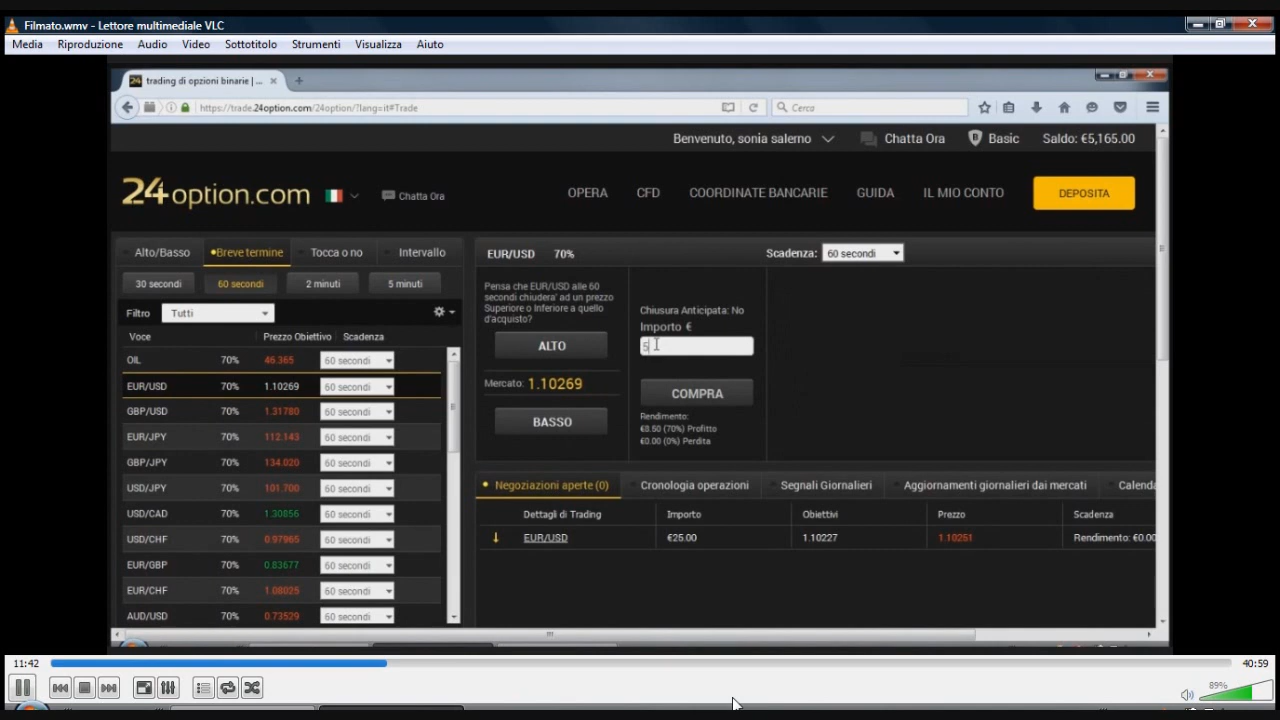 Filmato.wmv - Lettore multimediale VLC
Media Riproduzione Audio Video Sottotitolo Strumenti Visualizza Aiuto
24 trading di opzioni binarie | ...
https://trade.24option.com/24option/?lang=it#Trade
Cerca
Benvenuto, sonia salerno Chatta Ora Basic Saldo: €5,165.00
24option.com Chatta Ora OPERA CFD COORDINATE BANCARIE GUIDA IL MIO CONTO DEPOSITA
Alto/Basso Breve termine Tocca o no Intervallo
30 secondi 60 secondi 2 minuti 5 minuti
Filtro Tutti
Voce Prezzo Obiettivo Scadenza
OIL 70% 46.365 60 secondi
EUR/USD 70% 1.10269 60 secondi
GBP/USD 70% 1.31780 60 secondi
EUR/JPY 70% 112.143 60 secondi
GBP/JPY 70% 134.020 60 secondi
USD/JPY 70% 101.700 60 secondi
USD/CAD 70% 1.30856 60 secondi
USD/CHF 70% 0.97965 60 secondi
EUR/GBP 70% 0.83677 60 secondi
EUR/CHF 70% 1.08025 60 secondi
AUD/USD 70% 0.73529 60 secondi
EUR/USD 70% Scadenza: 60 secondi
Pensa che EUR/USD alle 60
secondi chiudera' ad un prezzo
Superiore o Inferiore a quello
d'acquisto?
ALTO
Mercato: 1.10269
BASSO
Chiusura Anticipata: No
Importo €
5
COMPRA
Rendimento:
€8.50 (70%) Profitto
€0.00 (0%) Perdita
Negoziazioni aperte (0) Cronologia operazioni Segnali Giornalieri Aggiornamenti giornalieri dai mercati Calenda
Dettagli di Trading Importo Obiettivi Prezzo Scadenza
EUR/USD €25.00 1.10227 1.10251 Rendimento: €0.00
11:42 40:59
89%